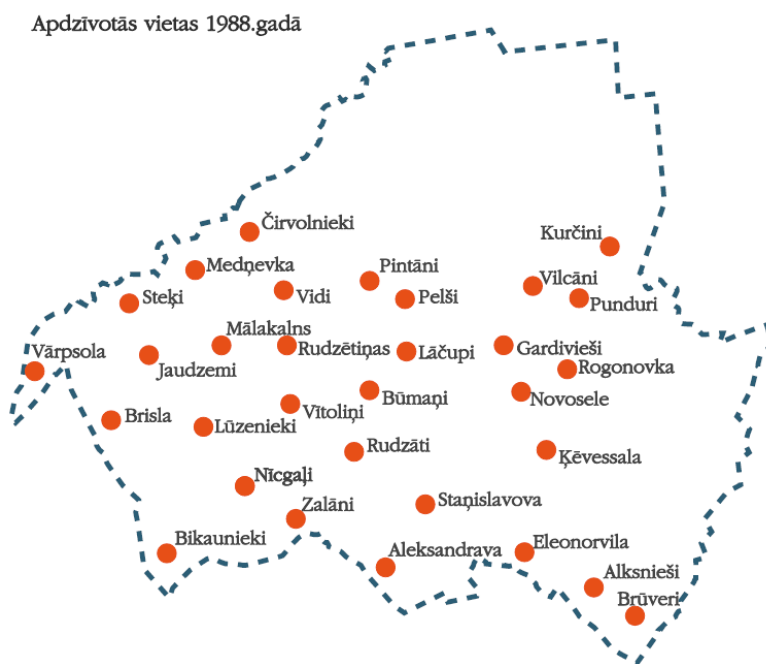 Apdzīvotās vietas 1988.gadā
Čirvolnieki
Kurčini
Medņevka
Pintāni
Vilcāni
Steķi
Vidi
Pelši
Punduri
Mālakalns
Vārpsola
Rudzētiņas
Lāčupi
Gardivieši
Jaudzemi
Rogonovka
Būmaņi
Novosele
Brisla
Vītoliņi
Lūzenieki
Rudzāti
Ķēvessala
Nīcgaļi
Zalāni
Staņislavova
Bikaunieki
Aleksandrava
Eleonorvila
Alksnieši
Brūveri